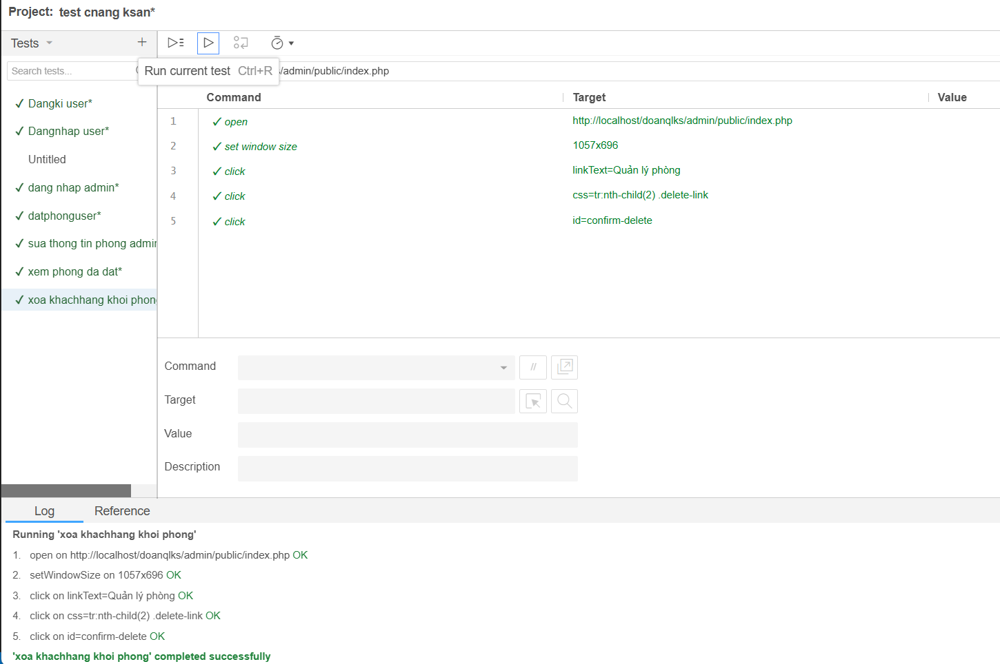 Project: test cnang ksan*
Tests
Search tests...
Run current test Ctrl+R
/admin/public/index.php
Dangki user*
Dangnhap user*
Untitled
dang nhap admin*
datphonguser*
sua thong tin phong admin
xem phong da dat*
xoa khachhang khoi phong
Command Target Value
1 open http://localhost/doanqlks/admin/public/index.php
2 set window size 1057x696
3 click linkText=Quản lý phòng
4 click css=tr:nth-child(2) .delete-link
5 click id=confirm-delete
Command //
Target
Value
Description
Log Reference
Running 'xoa khachhang khoi phong'
1. open on http://localhost/doanqlks/admin/public/index.php OK
2. setWindowSize on 1057x696 OK
3. click on linkText=Quản lý phòng OK
4. click on css=tr:nth-child(2) .delete-link OK
5. click on id=confirm-delete OK
'xoa khachhang khoi phong' completed successfully